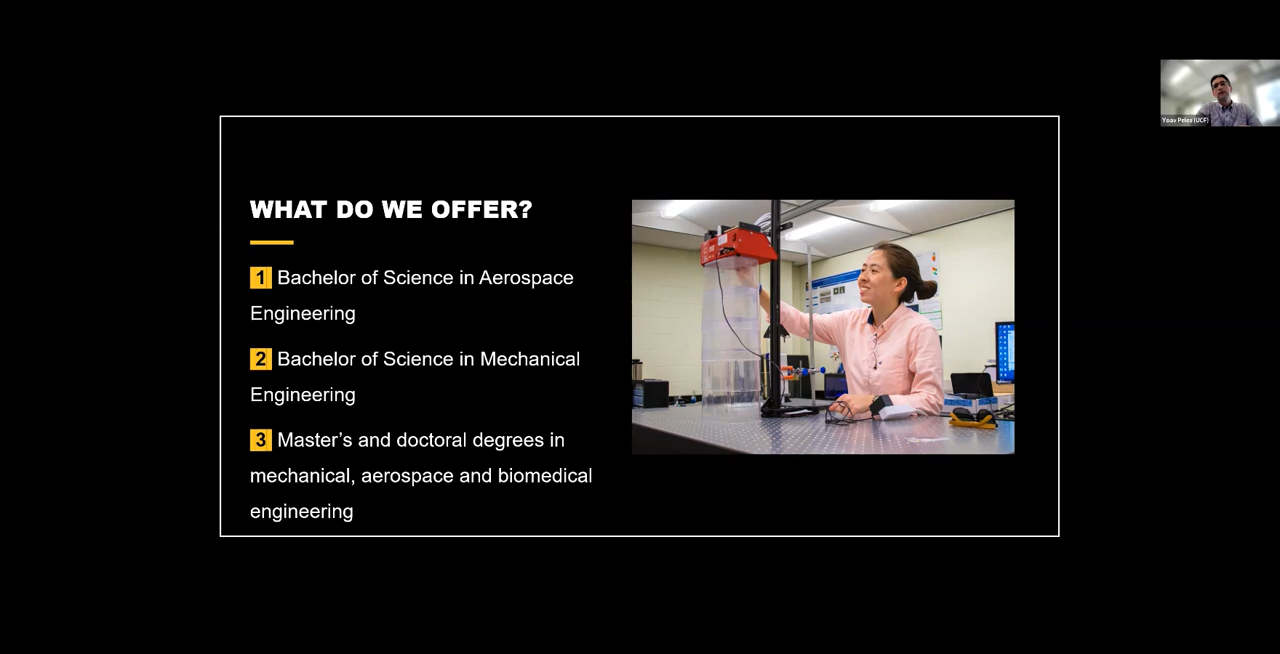 WHAT DO WE OFFER?
1 Bachelor of Science in Aerospace
Engineering
2 Bachelor of Science in Mechanical
Engineering
3 Master's and doctoral degrees in
mechanical, aerospace and biomedical
engineering
Yoav Peles (UCF)